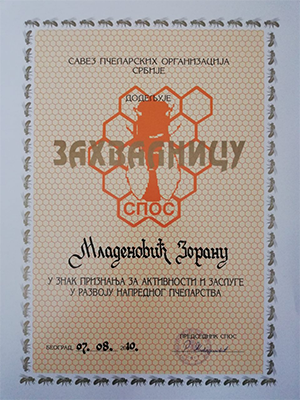 САВЕЗ ПЧЕЛАРСКИХ ОРГАНИЗАЦИЈА
СРБИЈЕ
ДОДЕЉУЈЕ
ЗАХВАЛНИЦУ
СПОС
Младеновић Зорану
У ЗНАК ПРИЗНАЊА ЗА АКТИВНОСТИ И ЗАСЛУГЕ
У РАЗВОЈУ НАПРЕДНОГ ПЧЕЛАРСТВА
ПРЕДСЕДНИК СПОС
БЕОГРАД, 07. 08. 2010.